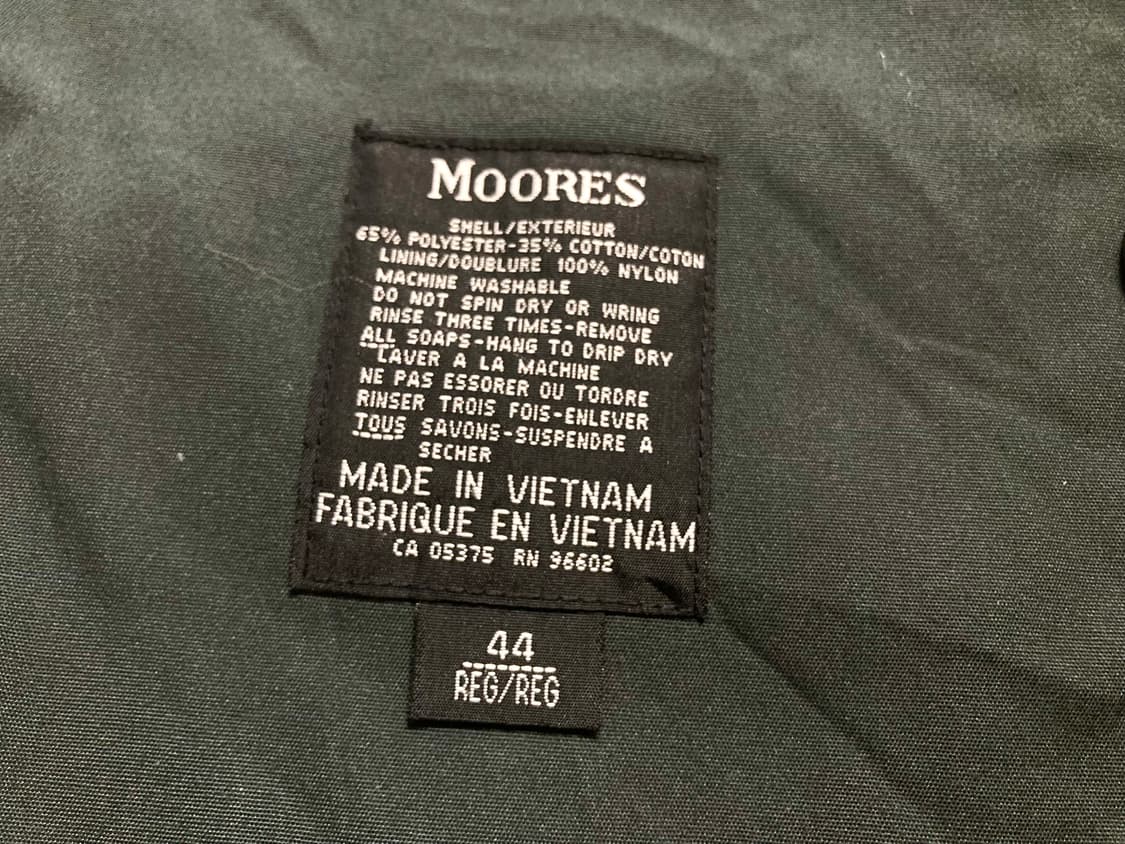 MOORES
SHELL/EXTERIEUR
65% POLYESTER-35% COTTON/COTON
LINING/DOUBLURE 100% NYLON
MACHINE WASHABLE
DO NOT SPIN DRY OR WRING
RINSE THREE TIMES-REMOVE
ALL SOAPS-HANG TO DRIP DRY
LAVER A LA MACHINE
NE PAS ESSORER OU TORDRE
RINSER TROIS FOIS-ENLEVER
TOUS SAVONS-SUSPENDRE A
SECHER
MADE IN VIETNAM
FABRIQUE EN VIETNAM
CA 05375 RN 96602
44
REG/REG